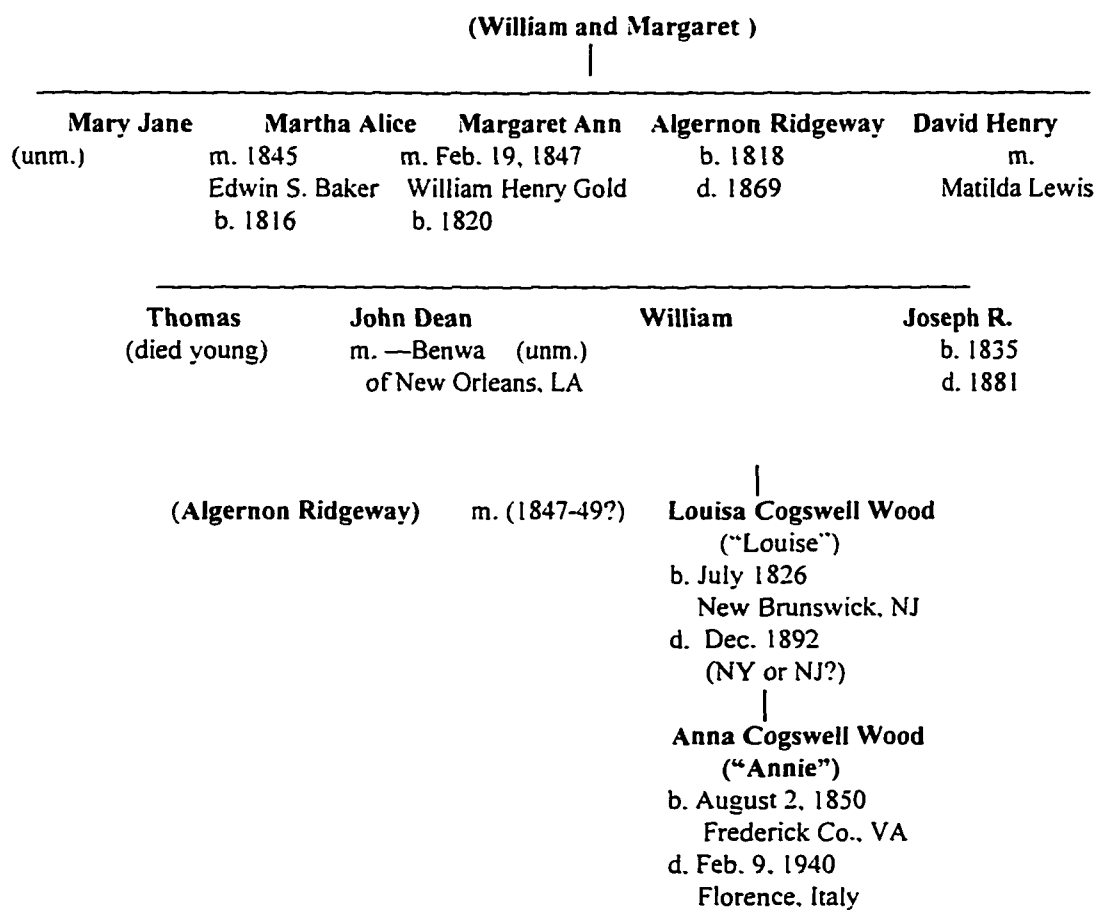 (William and Margaret )
Mary Jane Martha Alice Margaret Ann Algernon Ridgeway David Henry
(unm.) m. 1845 m. Feb. 19, 1847 b. 1818 m.
Edwin S. Baker William Henry Gold d. 1869 Matilda Lewis
b. 1816 b. 1820
Thomas John Dean William Joseph R.
(died young) m. —Benwa (unm.) b. 1835
of New Orleans, LA d. 1881
(Algernon Ridgeway) m. (1847-49?) Louisa Cogswell Wood
("Louise")
b. July 1826
New Brunswick, NJ
d. Dec. 1892
(NY or NJ?)
Anna Cogswell Wood
("Annie")
b. August 2, 1850
Frederick Co., VA
d. Feb. 9, 1940
Florence, Italy